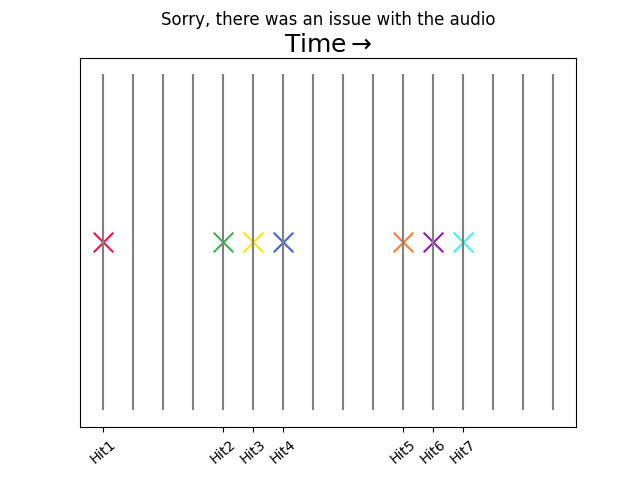 Sorry, there was an issue with the audio
Time→
Hit1 Hit2 Hit3 Hit4 Hit5 Hit6 Hit7